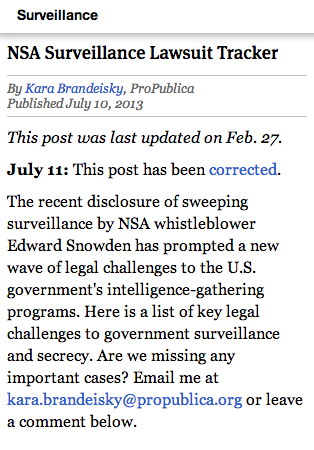 Surveillance
NSA Surveillance Lawsuit Tracker
By Kara Brandeisky, ProPublica
Published July 10, 2013
This post was last updated on Feb. 27.
July 11: This post has been corrected.
The recent disclosure of sweeping
surveillance by NSA whistleblower
Edward Snowden has prompted a new
wave of legal challenges to the U.S.
government's intelligence-gathering
programs. Here is a list of key legal
challenges to government surveillance
and secrecy. Are we missing any
important cases? Email me at
kara.brandeisky@propublica.org or leave
a comment below.